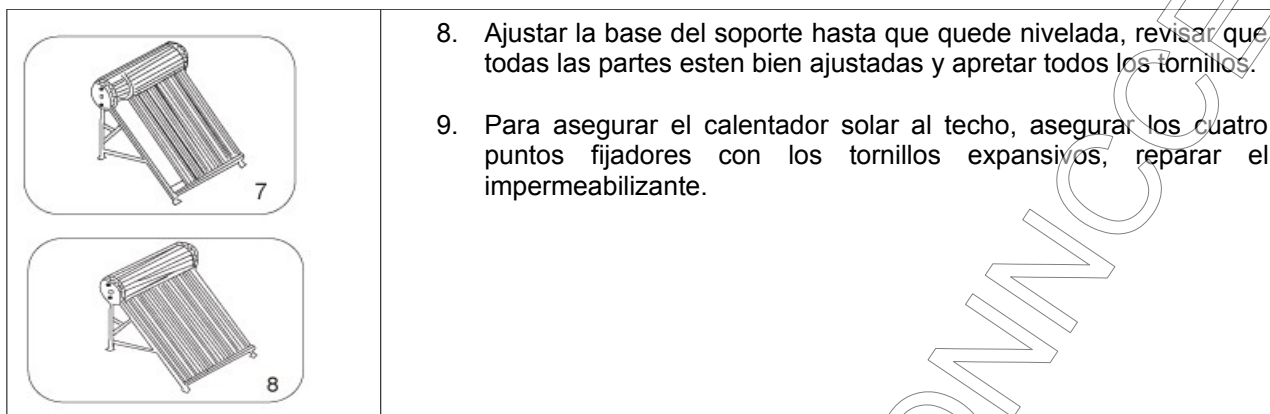 8. Ajustar la base del soporte hasta que quede nivelada, revisar que
todas las partes esten bien ajustadas y apretar todos los tornillos.
9. Para asegurar el calentador solar al techo, asegurar los cuatro
puntos fijadores con los tornillos expansivos, reparar el
impermeabilizante.
7
8